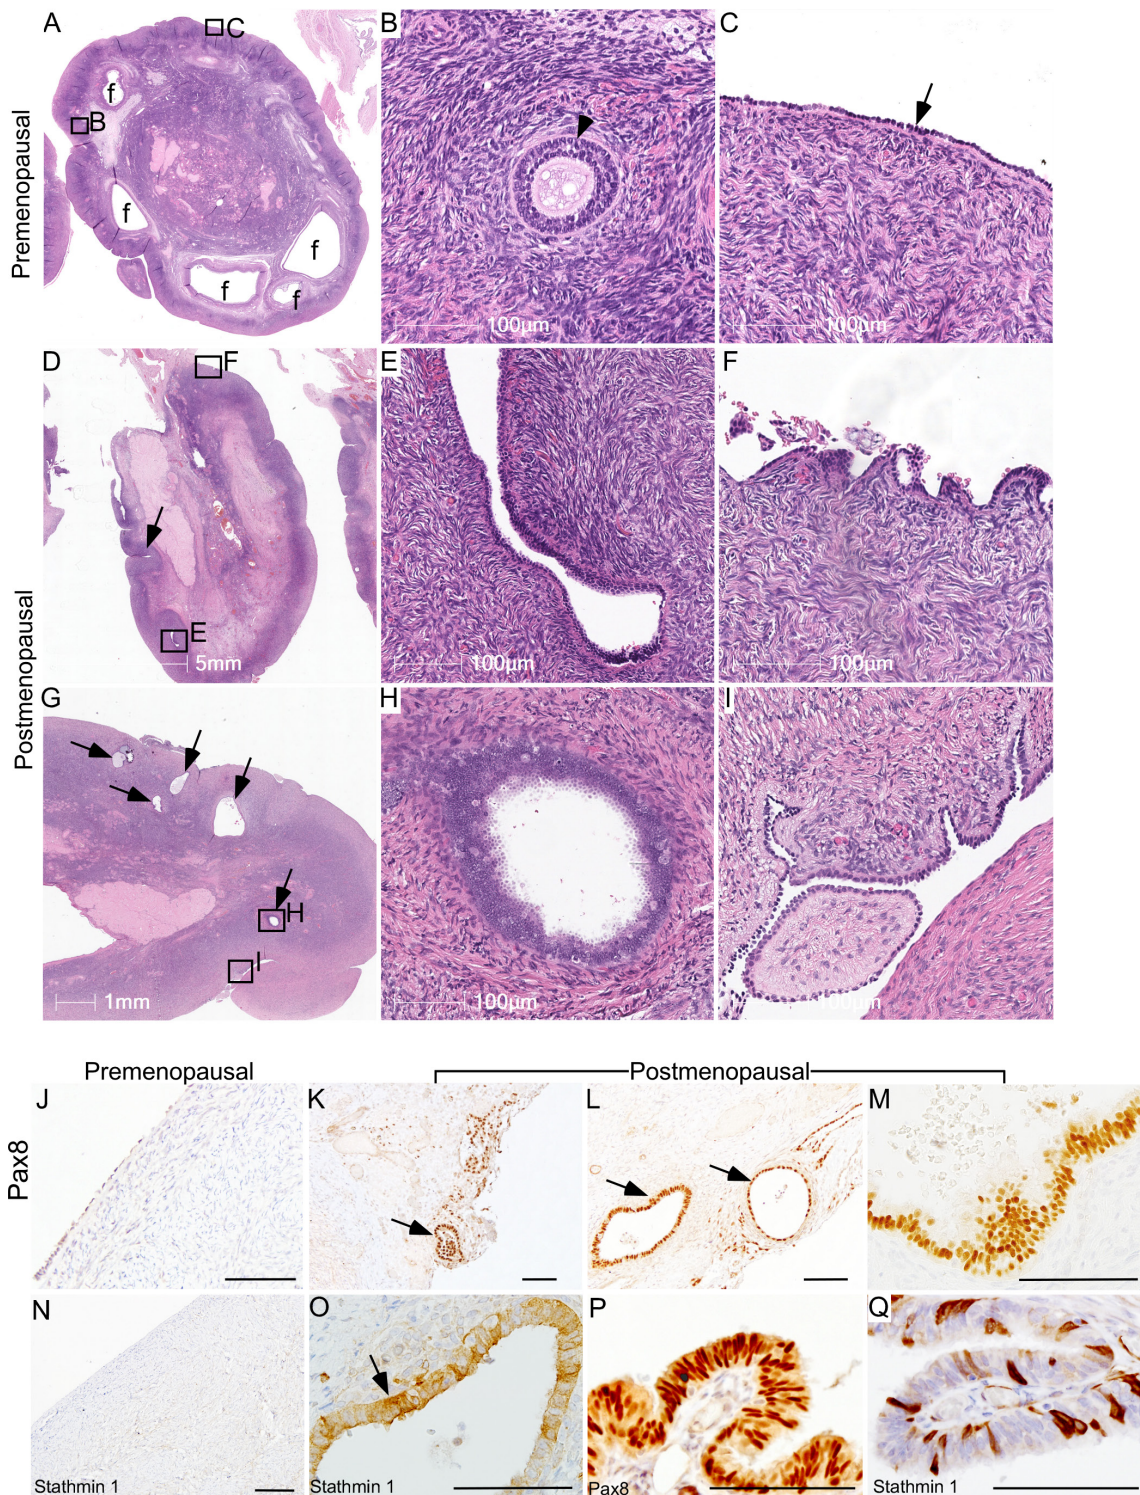 Premenopausal
A
C
f
B
f
f
f
f
B
100µm
C
100µm
Postmenopausal
D
F
E
5mm
E
100µm
F
100µm
G
H
I
1mm
H
100µm
I
100µm
Premenopausal
Postmenopausal
Pax8
J
K
L
M
N
Stathmin 1
O
Stathmin 1
P
Pax8
Q
Stathmin 1